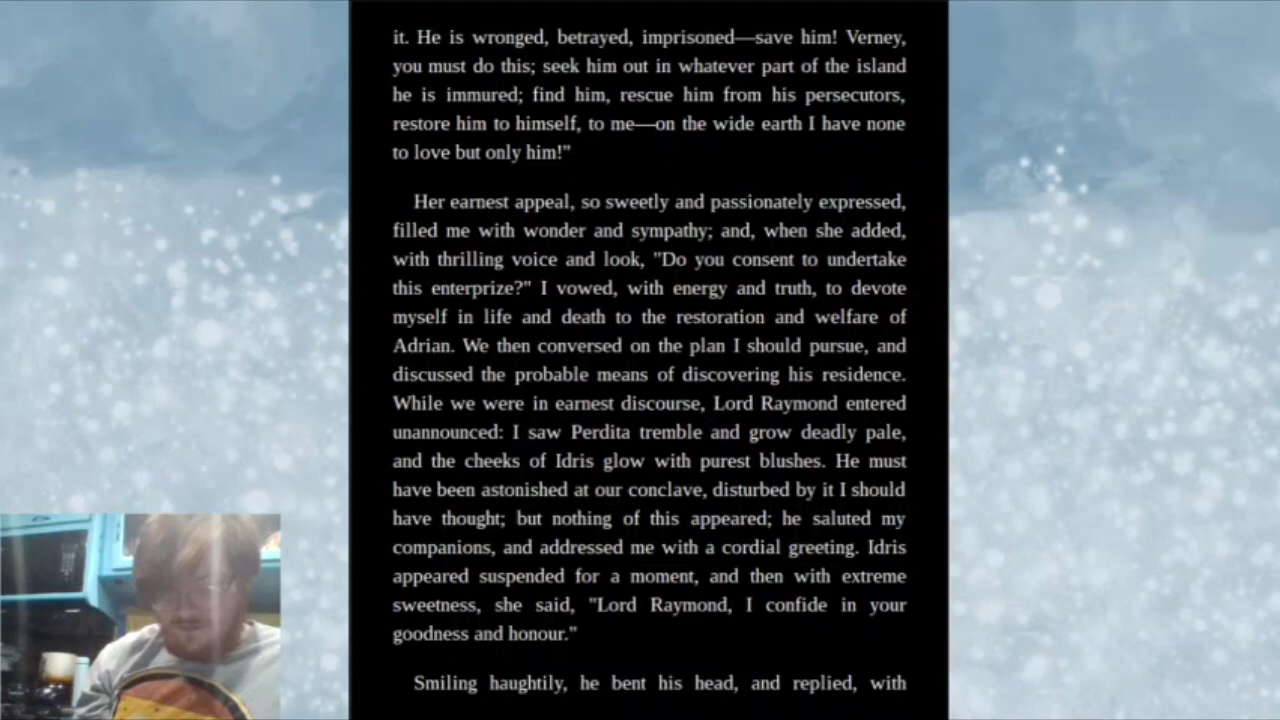 it. He is wronged, betrayed, imprisoned—save him! Verney,
you must do this; seek him out in whatever part of the island
he is immured; find him, rescue him from his persecutors,
restore him to himself, to me—on the wide earth I have none
to love but only him!"
Her earnest appeal, so sweetly and passionately expressed,
filled me with wonder and sympathy; and, when she added,
with thrilling voice and look, "Do you consent to undertake
this enterprize?" I vowed, with energy and truth, to devote
myself in life and death to the restoration and welfare of
Adrian. We then conversed on the plan I should pursue, and
discussed the probable means of discovering his residence.
While we were in earnest discourse, Lord Raymond entered
unannounced: I saw Perdita tremble and grow deadly pale,
and the cheeks of Idris glow with purest blushes. He must
have been astonished at our conclave, disturbed by it I should
have thought; but nothing of this appeared; he saluted my
companions, and addressed me with a cordial greeting. Idris
appeared suspended for a moment, and then with extreme
sweetness, she said, "Lord Raymond, I confide in your
goodness and honour."
Smiling haughtily, he bent his head, and replied, with